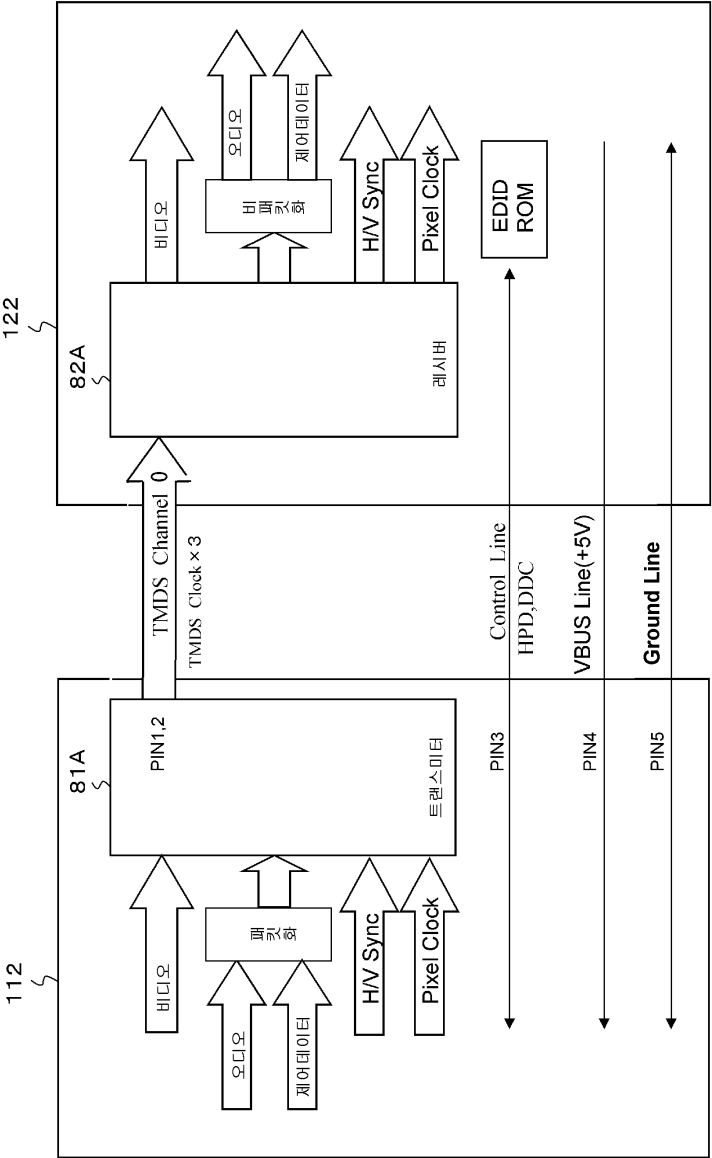 112
122
81A
82A
비디오
PIN1,2
TMDS Channel 0
TMDS Clock×3
비디오
오디오
제어데이터
패킷화
비
패킷화
오디오
제어데이터
H/V Sync
Pixel Clock
트랜스미터
레시버
H/V Sync
Pixel Clock
PIN3
Control Line
HPD,DDC
EDID
ROM
PIN4
VBUS Line(+5V)
PIN5
Ground Line